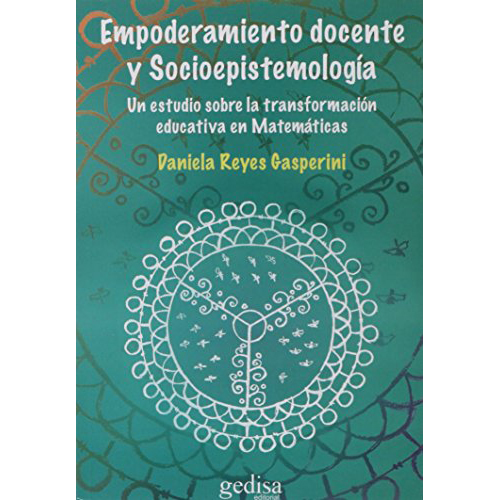 Empoderamiento docente
y Socioepistemología
Un estudio sobre la transformación
educativa en Matemáticas
Daniela Reyes Gasperini
gedisa
editorial